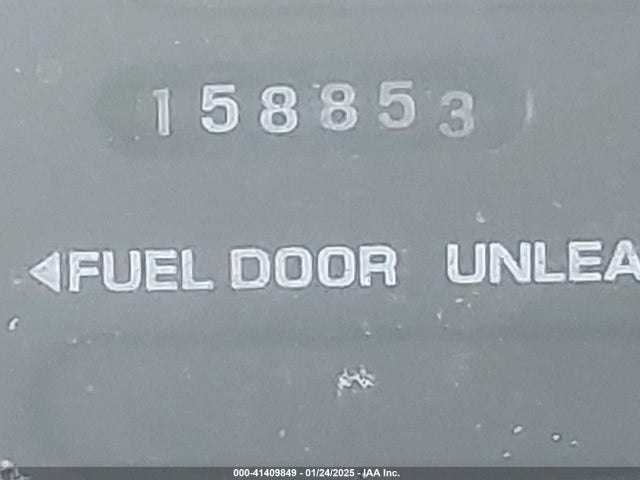 158853
◀FUEL DOOR UNLEA
000-41409849 - 01/24/2025 - IAA Inc.